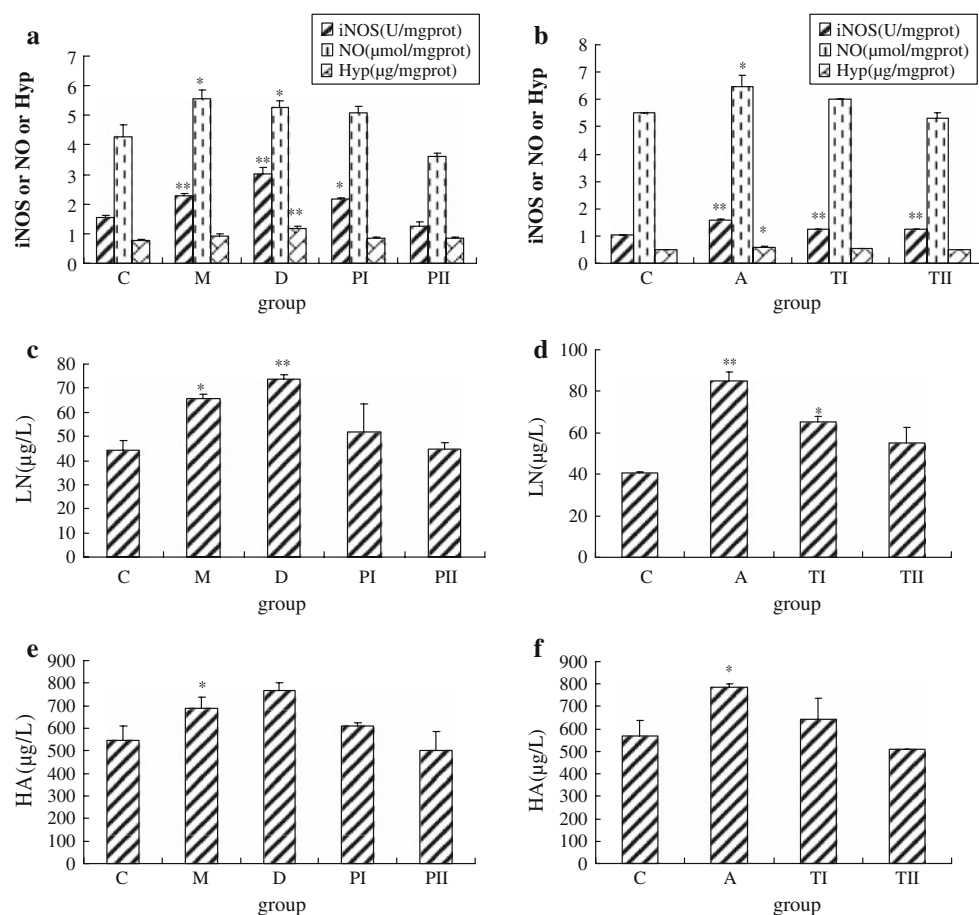 a
iNOS(U/mgprot)
NO(μmol/mgprot)
Hyp(μg/mgprot)
iNOS or NO or Hyp
7
6
5
4
3
2
1
0
** * * ** ** *
C M D PI PII
group
b
iNOS(U/mgprot)
NO(μmol/mgprot)
Hyp(μg/mgprot)
iNOS or NO or Hyp
8
7
6
5
4
3
2
1
0
** * * ** **
C A TI TII
group
c
LN(μg/L)
80
70
60
50
40
30
20
10
0
* **
C M D PI PII
group
d
LN(μg/L)
100
80
60
40
20
0
** *
C A TI TII
group
e
HA(μg/L)
900
800
700
600
500
400
300
200
100
0
*
C M D PI PII
group
f
HA(μg/L)
900
800
700
600
500
400
300
200
100
0
*
C A TI TII
group